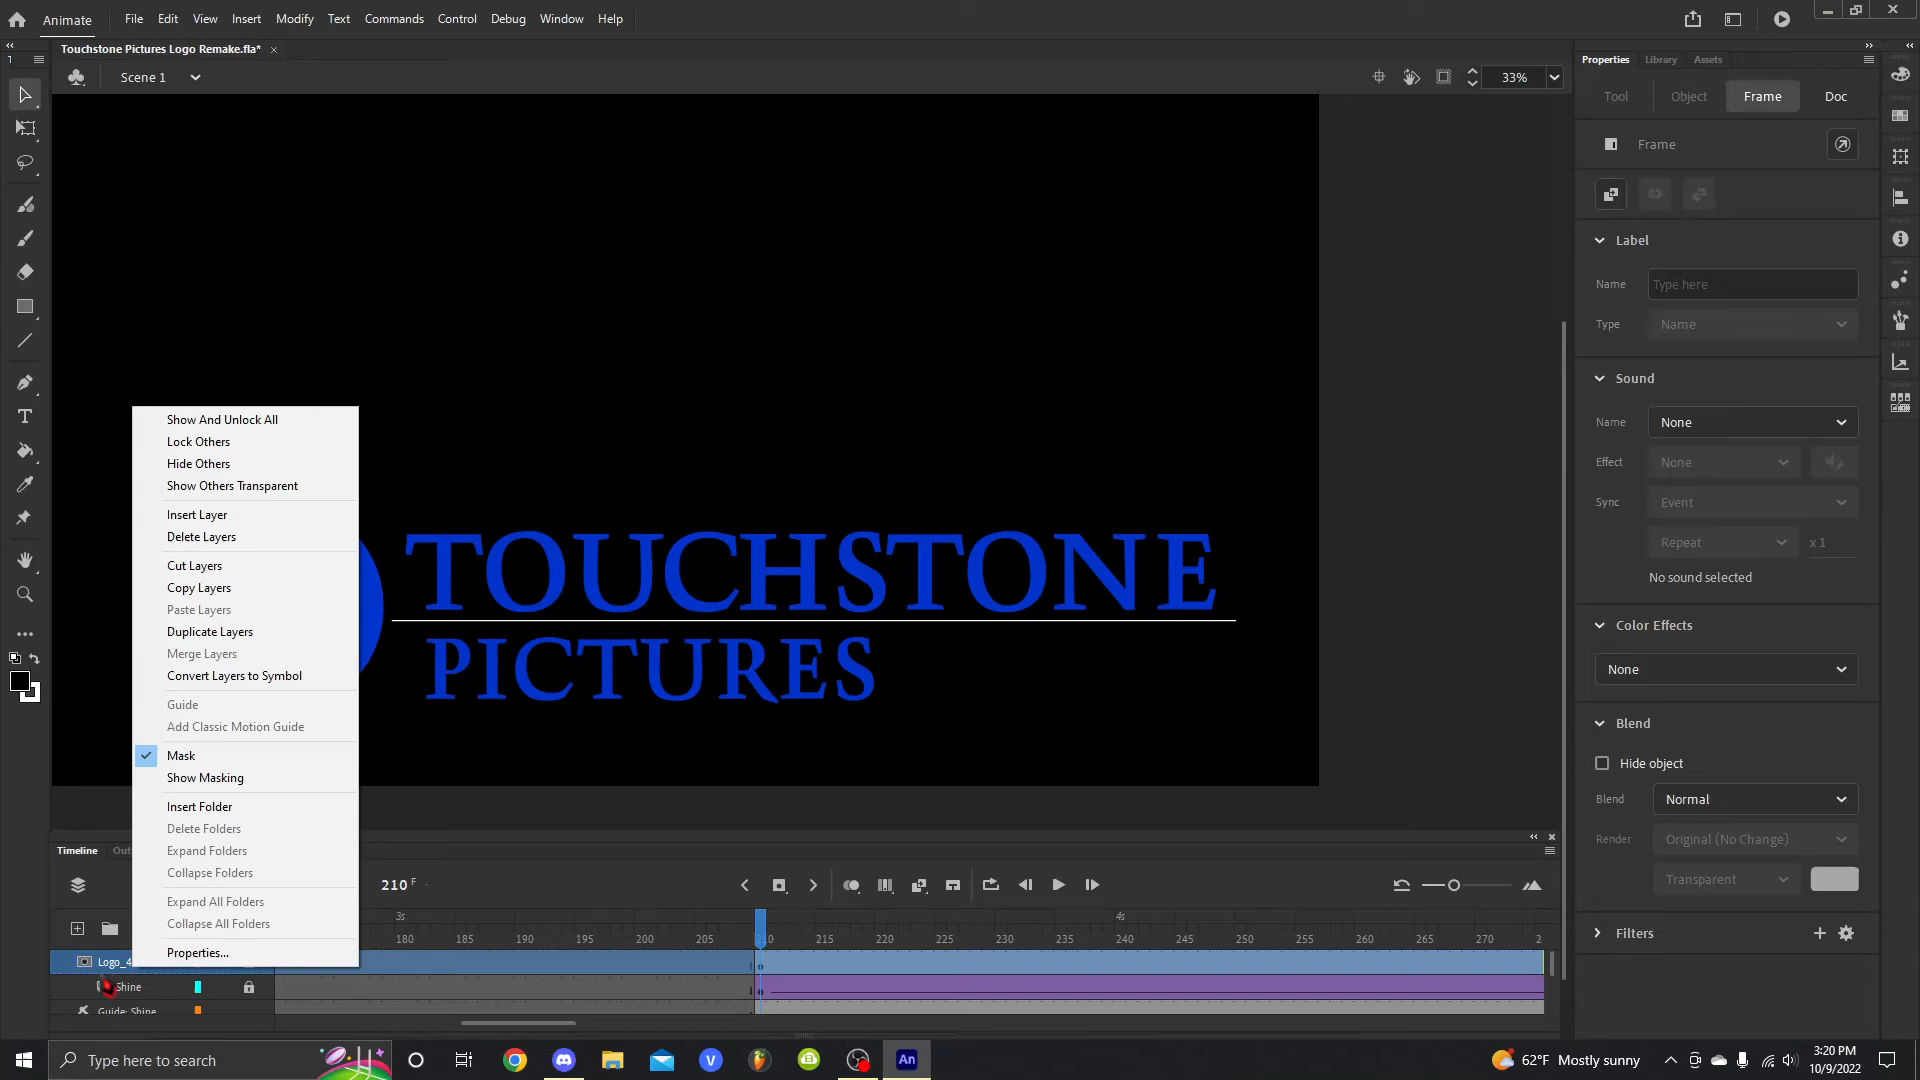 Animate
File Edit View Insert Modify Text Commands Control Debug Window Help
Touchstone Pictures Logo Remake.fla*
1
Properties Library Assets
Scene 1
33%
Tool Object Frame Doc
Frame
Label
Name Type here
Type Name
Sound
Name None
Effect None
Sync Event
Repeat x 1
No sound selected
Color Effects
None
Blend
Hide object
Blend Normal
Render Original (No Change)
Transparent
Filters
Show And Unlock All
Lock Others
Hide Others
Show Others Transparent
Insert Layer
Delete Layers
Cut Layers
Copy Layers
Paste Layers
Duplicate Layers
Merge Layers
Convert Layers to Symbol
Guide
Add Classic Motion Guide
Mask
Show Masking
Insert Folder
Delete Folders
Expand Folders
Collapse Folders
Expand All Folders
Collapse All Folders
Properties...
TOUCHSTONE
PICTURES
Timeline
210 F
3s 4s
180 185 190 195 200 205 210 215 220 225 230 235 240 245 250 255 260 265 270 2
Logo_4
Shine
Guide: Shine
Type here to search
An
62°F Mostly sunny
3:20 PM
10/9/2022